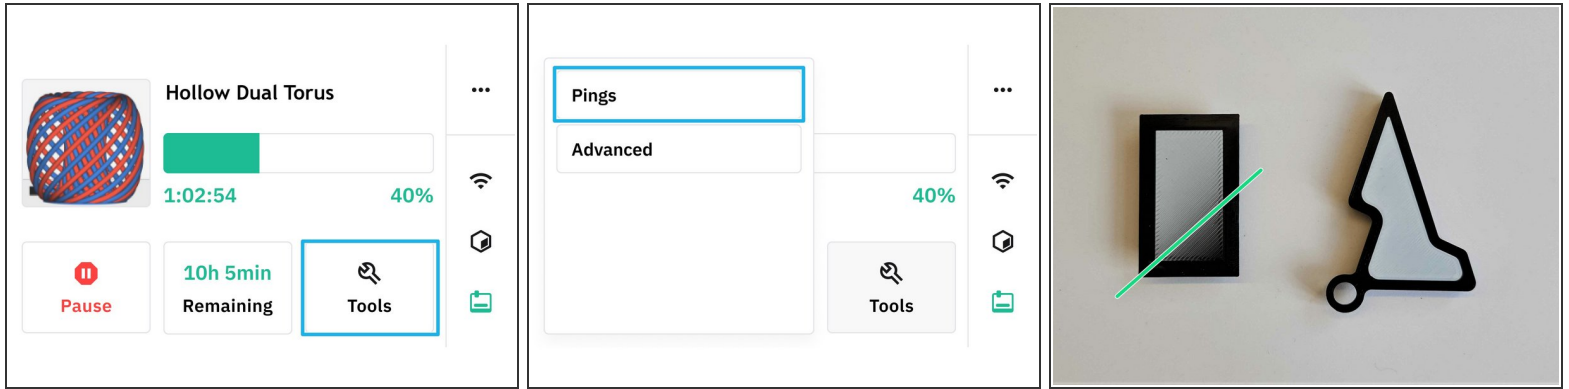 Hollow Dual Torus
1:02:54 40%
Pause
10h 5min
Remaining
Tools
Pings
Advanced
40%
Tools